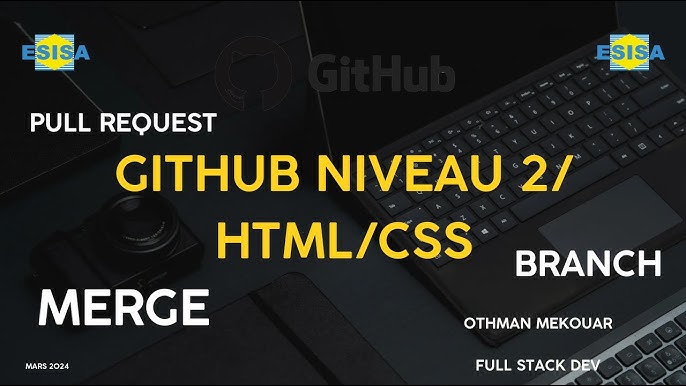 ESISA
ESISA
GitHub
PULL REQUEST
GITHUB NIVEAU 2/
HTML/CSS
BRANCH
MERGE
OTHMAN MEKOUAR
MARS 2024
FULL STACK DEV